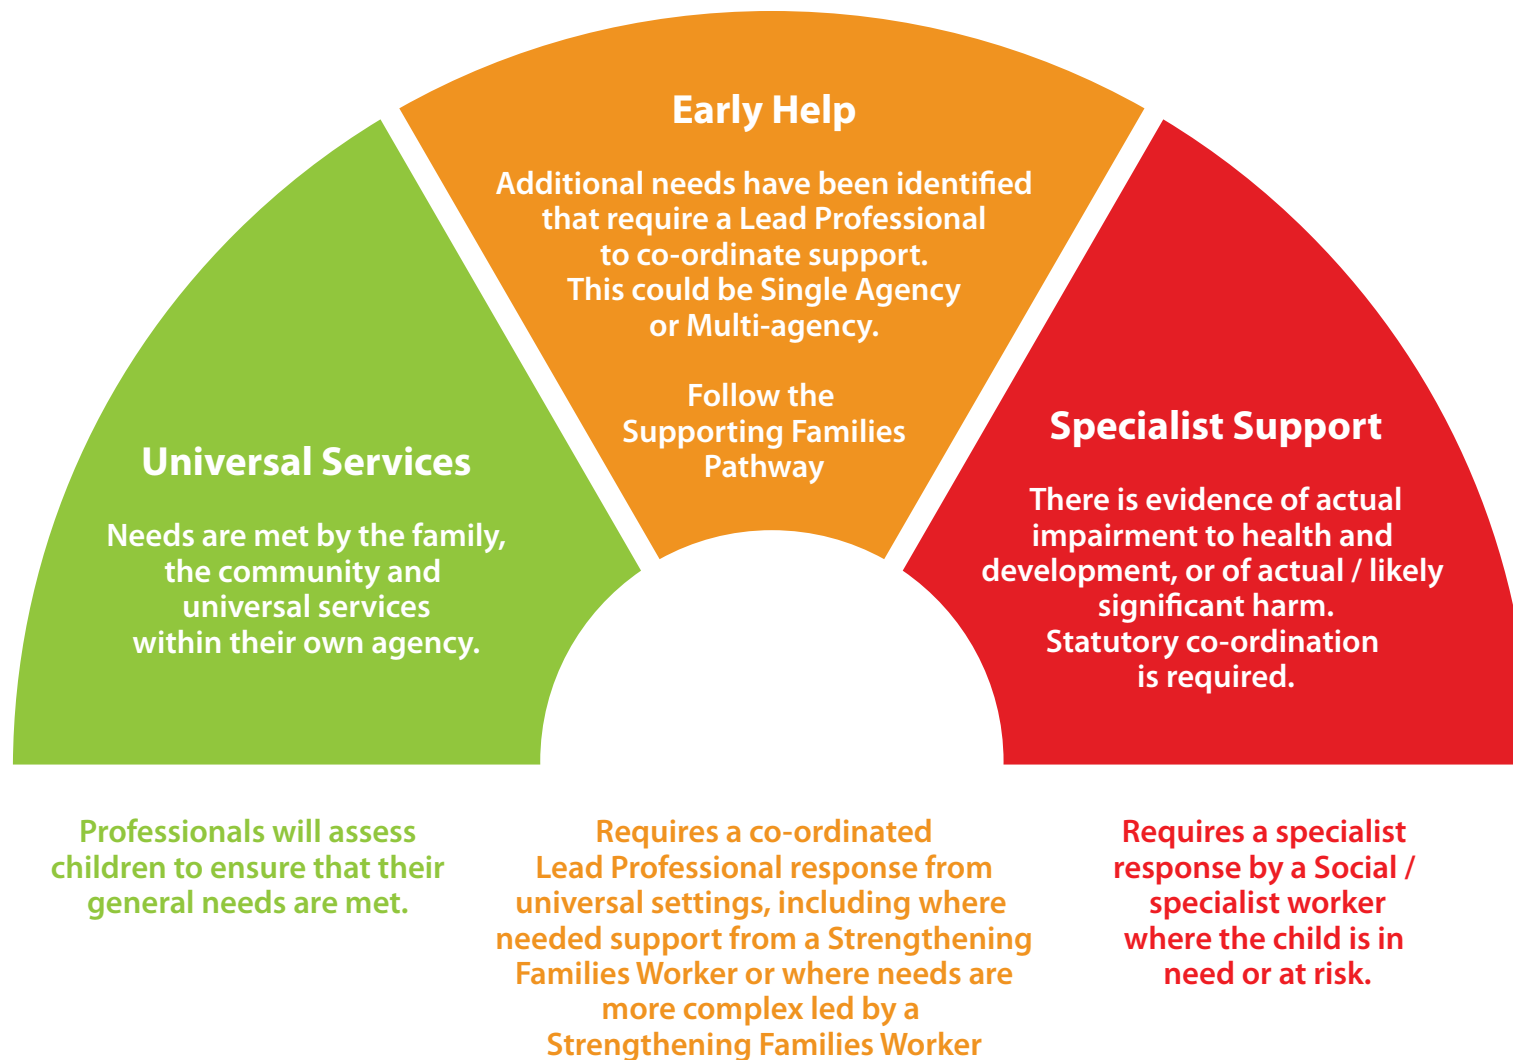 Early Help
Additional needs have been identified
that require a Lead Professional
to co-ordinate support.
This could be Single Agency
or Multi-agency.
Follow the
Supporting Families
Pathway
Universal Services
Needs are met by the family,
the community and
universal services
within their own agency.
Specialist Support
There is evidence of actual
impairment to health and
development, or of actual / likely
significant harm.
Statutory co-ordination
is required.
Professionals will assess
children to ensure that their
general needs are met.
Requires a co-ordinated
Lead Professional response from
universal settings, including where
needed support from a Strengthening
Families Worker or where needs are
more complex led by a
Strengthening Families Worker
Requires a specialist
response by a Social /
specialist worker
where the child is in
need or at risk.